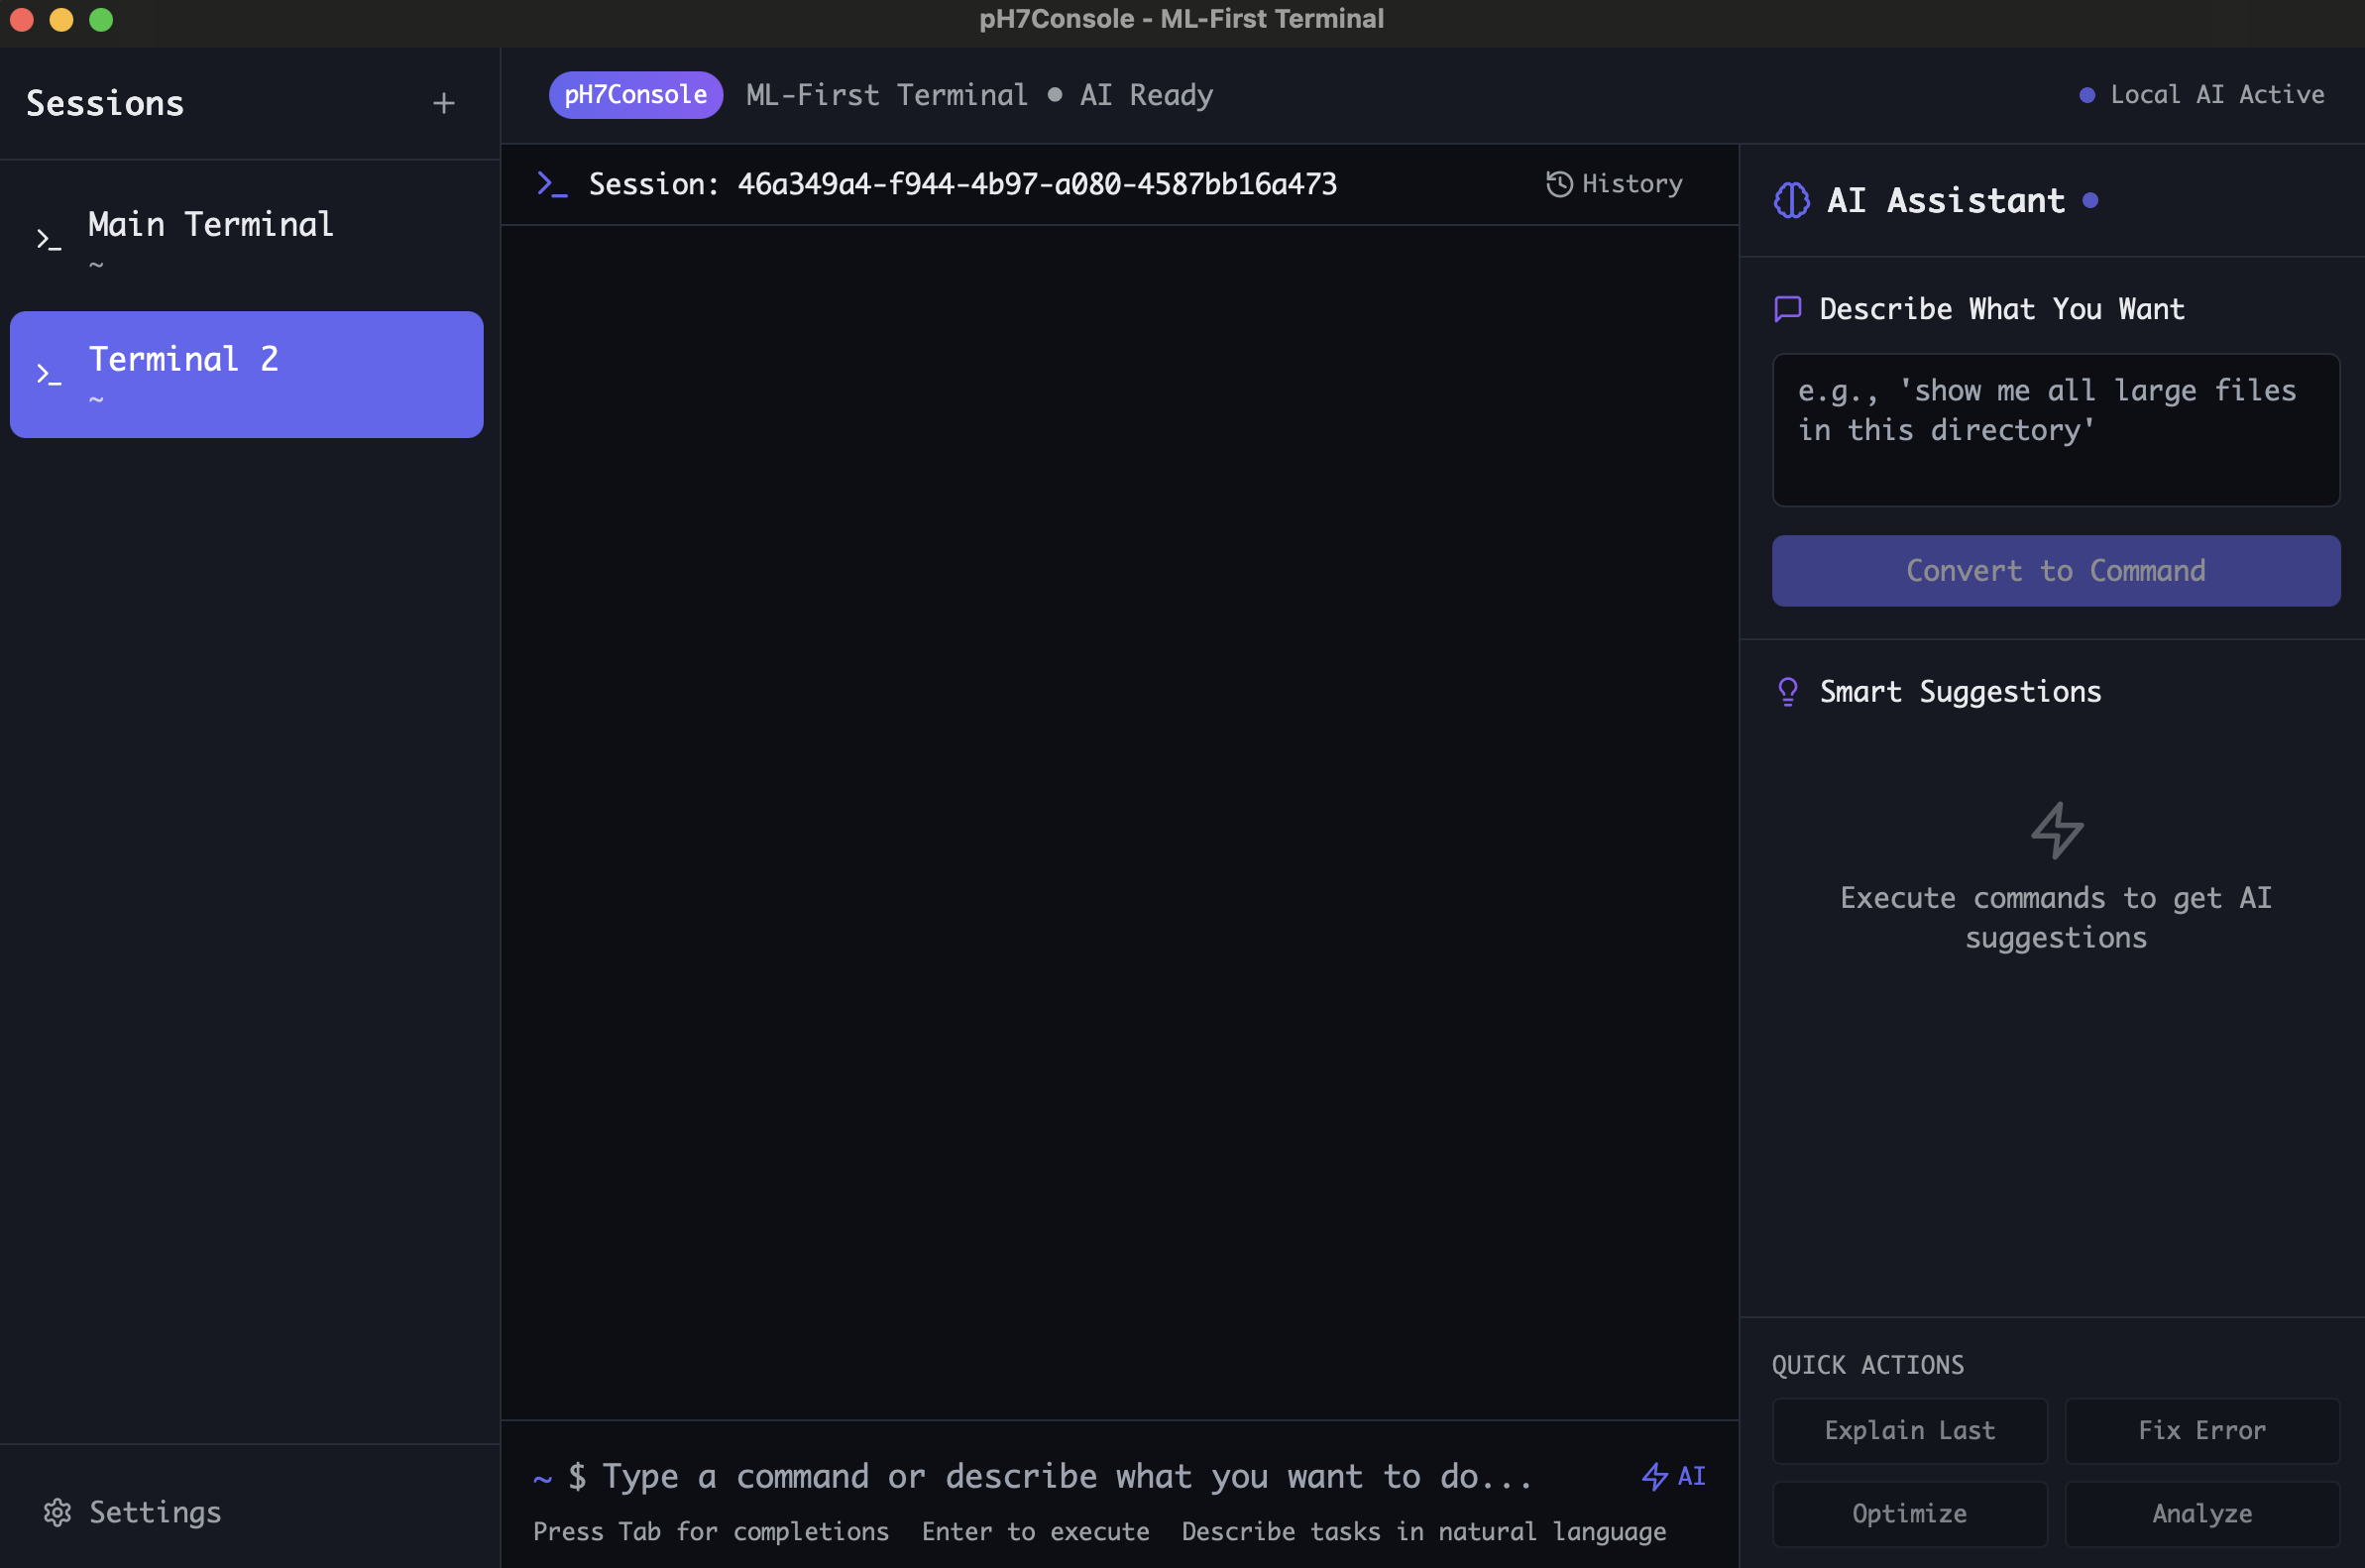 pH7Console - ML-First Terminal
Sessions +
Main Terminal
~
Terminal 2
~
Settings
pH7Console ML-First Terminal ● AI Ready
Local AI Active
>_ Session: 46a349a4-f944-4b97-a080-4587bb16a473
History
~ $ Type a command or describe what you want to do...
AI
Press Tab for completions Enter to execute Describe tasks in natural language
AI Assistant
Describe What You Want
e.g., 'show me all large files
in this directory'
Convert to Command
Smart Suggestions
Execute commands to get AI
suggestions
QUICK ACTIONS
Explain Last
Fix Error
Optimize
Analyze